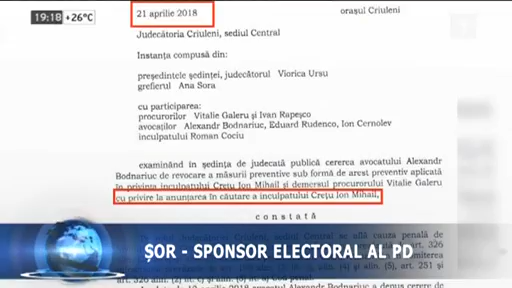 19:18 +26°C
21 aprilie 2018
orașul Criuleni
Judecătoria Criuleni, sediul Central
Instanța compusă din:
președintele ședinței, judecătorul Viorica Ursu
grefierul Ana Sora
cu participarea:
procurorilor Vitalie Galeru și Ivan Rapeșco
avocaților Alexandr Bodnariuc, Eduard Rudenco, Ion Cernolev
inculpatului Roman Cociu
examinând în ședința de judecată publică cererea avocatului Alexandr
Bodnariuc de revocare a măsurii preventive sub formă de arest preventiv aplicată
în privința inculpatului Crețu Ion Mihail și demersul procurorului Vitalie Galeru
cu privire la anunțarea în căutare a inculpatului Crețu Ion Mihail,
constată
ȘOR - SPONSOR ELECTORAL AL PD